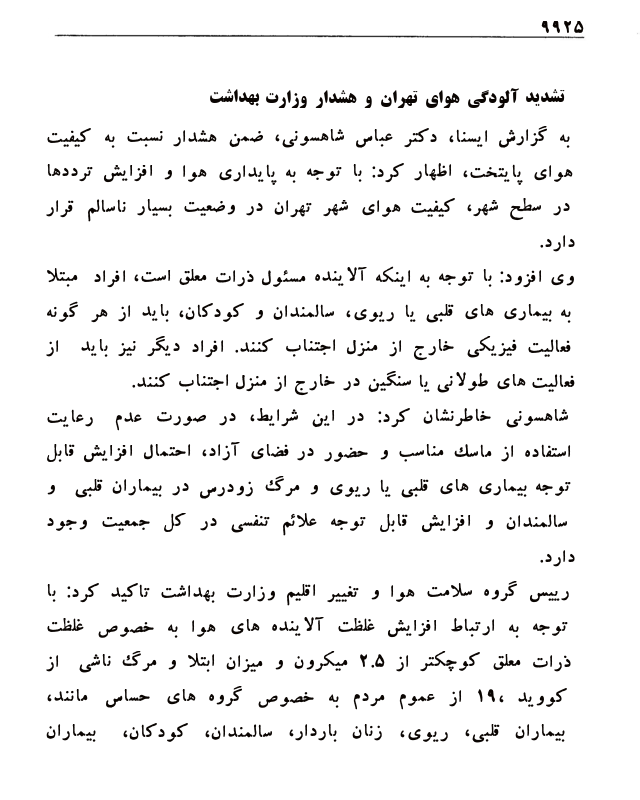 ۹۹۲۵
تشدید آلودگی هوای تهران و هشدار وزارت بهداشت
به گزارش ایسنا، دکتر عباس شاهسونی، ضمن هشدار نسبت به کیفیت
هوای پایتخت، اظهار کرد: با توجه به پایداری هوا و افزایش ترددها
در سطح شهر، کیفیت هوای شهر تهران در وضعیت بسیار ناسالم قرار
دارد.
وی افزود: با توجه به اینکه آلاینده مسئول ذرات معلق است، افراد مبتلا
به بیماری های قلبی یا ریوی، سالمندان و کودکان، باید از هر گونه
فعالیت فیزیکی خارج از منزل اجتناب کنند. افراد دیگر نیز باید از
فعالیت های طولانی یا سنگین در خارج از منزل اجتناب کنند.
شاهسونی خاطرنشان کرد: در این شرایط، در صورت عدم رعایت
استفاده از ماسک مناسب و حضور در فضای آزاد، احتمال افزایش قابل
توجه بیماری های قلبی یا ریوی و مرگ زودرس در بیماران قلبی و
سالمندان و افزایش قابل توجه علائم تنفسی در کل جمعیت وجود
دارد.
رییس گروه سلامت هوا و تغییر اقلیم وزارت بهداشت تاکید کرد: با
توجه به ارتباط افزایش غلظت آلاینده های هوا به خصوص غلظت
ذرات معلق کوچکتر از ۲.۵ میکرون و میزان ابتلا و مرگ ناشی از
کووید ۱۹، از عموم مردم به خصوص گروه های حساس مانند،
بیماران قلبی، ریوی، زنان باردار، سالمندان، کودکان، بیماران